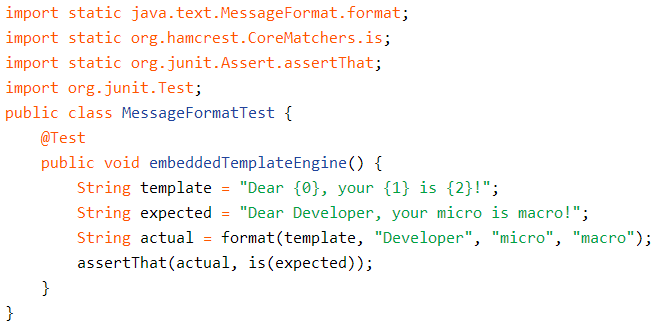 import static java.text.MessageFormat.format;
import static org.hamcrest.CoreMatchers.is;
import static org.junit.Assert.assertThat;
import org.junit.Test;
public class MessageFormatTest {
    @Test
    public void embeddedTemplateEngine() {
        String template = "Dear {0}, your {1} is {2}!";
        String expected = "Dear Developer, your micro is macro!";
        String actual = format(template, "Developer", "micro", "macro");
        assertThat(actual, is(expected));
    }
}